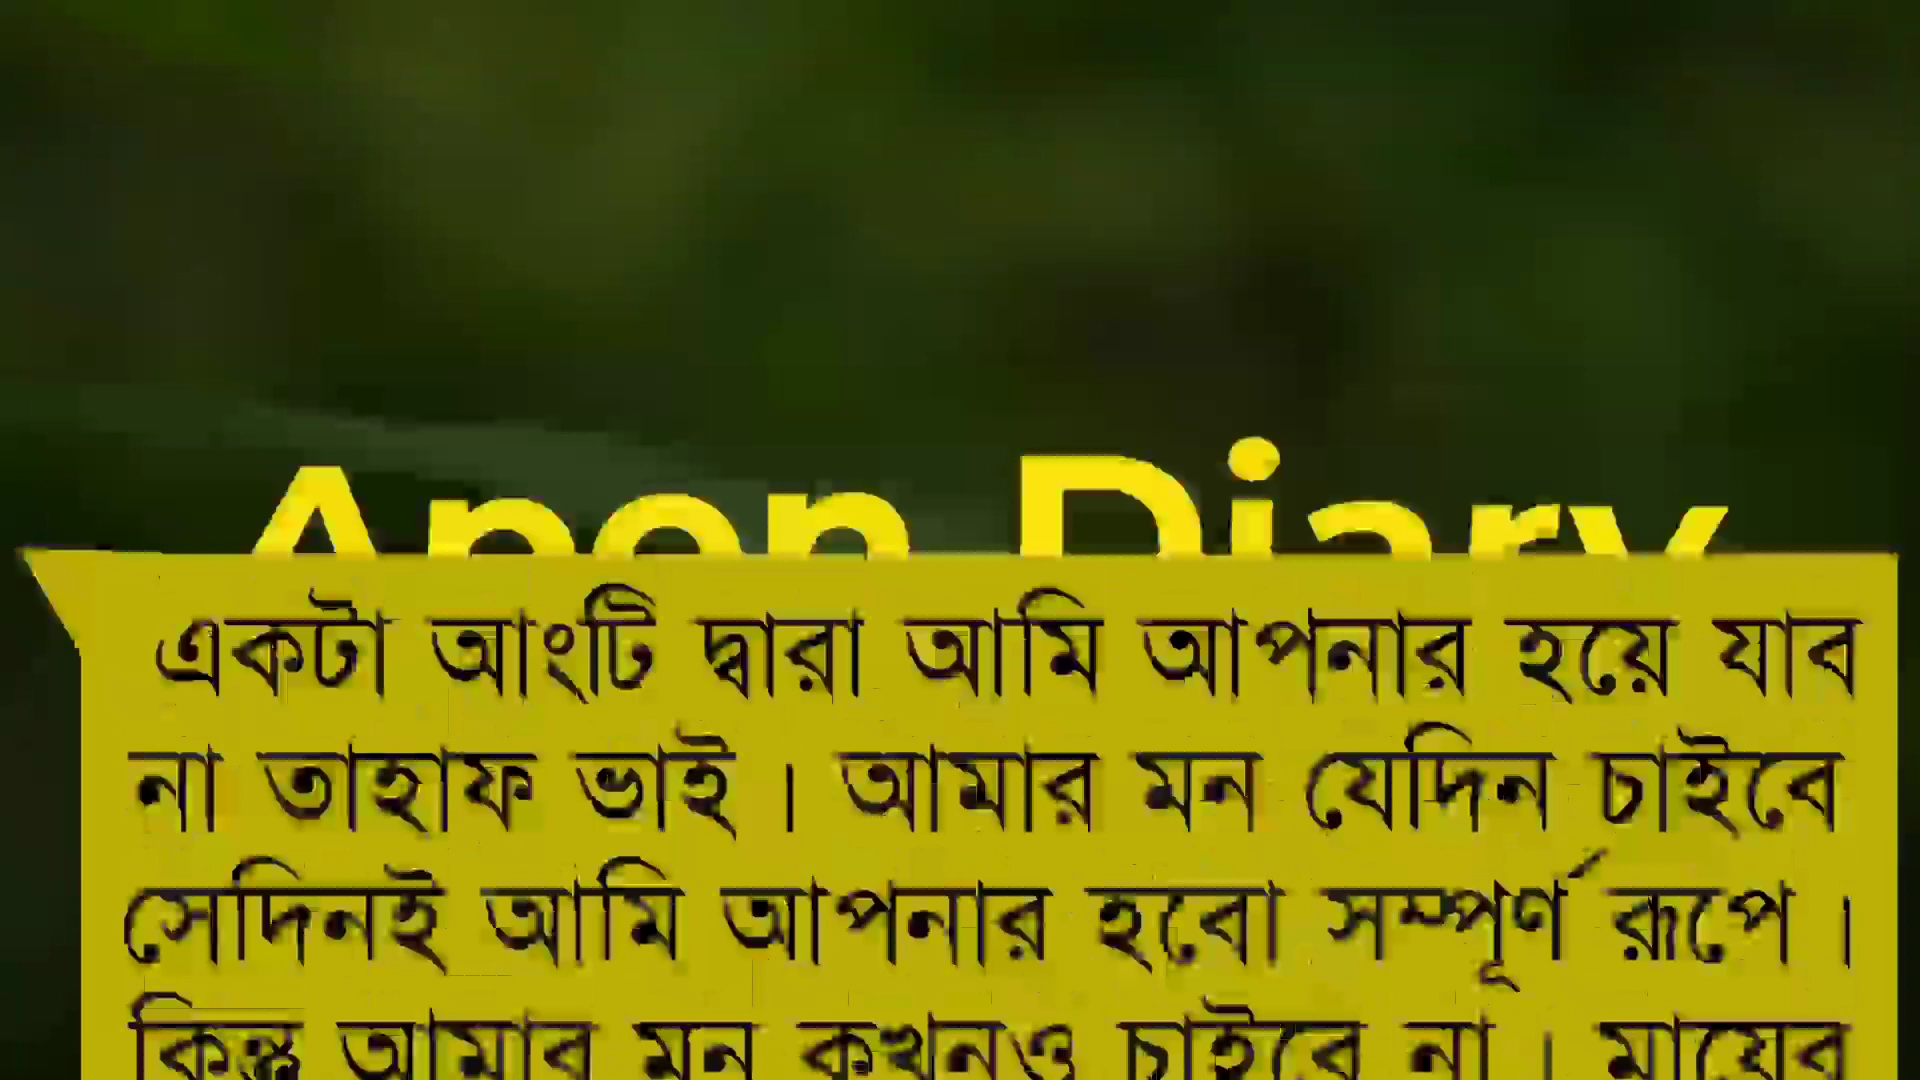 Apon Diary
একটা আংটি দ্বারা আমি আপনার হয়ে যাব
না তাহাফ ভাই। আমার মন যেদিন চাইবে
সেদিনই আমি আপনার হবো সম্পূর্ণ রূপে।
কিন্তু আমার মন কখনও চাইবে না। মায়ের